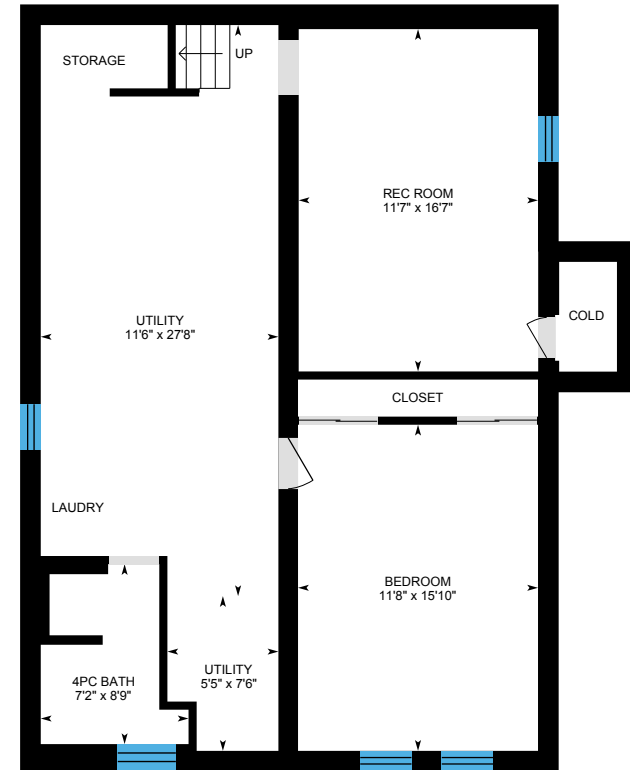 STORAGE
UP
REC ROOM
11'7" x 16'7"
COLD
UTILITY
11'6" x 27'8"
CLOSET
LAUDRY
BEDROOM
11'8" x 15'10"
UTILITY
5'5" x 7'6"
4PC BATH
7'2" x 8'9"